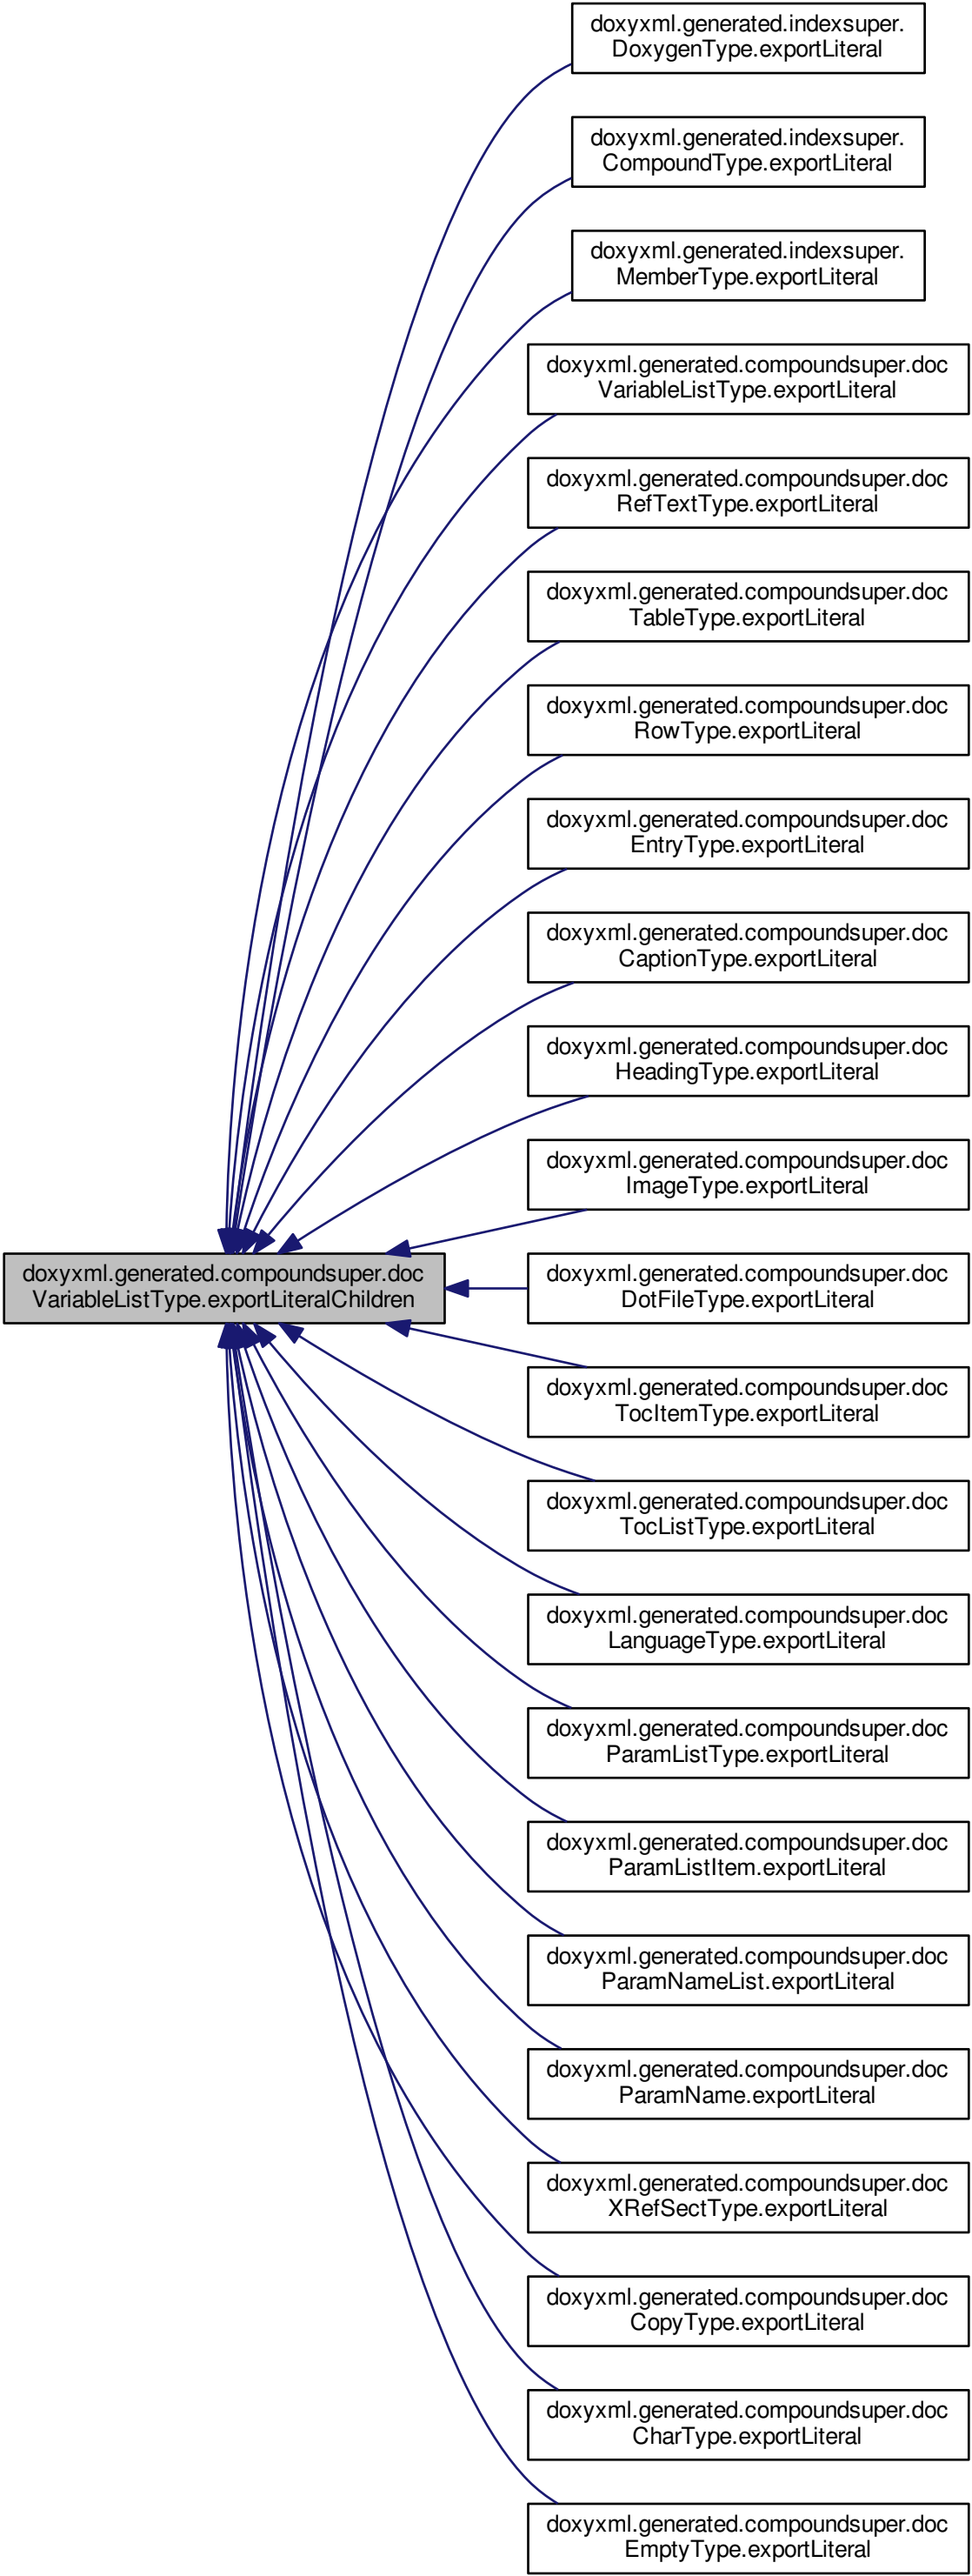 doxyxml.generated.indexsuper.
DoxygenType.exportLiteral
doxyxml.generated.indexsuper.
CompoundType.exportLiteral
doxyxml.generated.indexsuper.
MemberType.exportLiteral
doxyxml.generated.compoundsuper.doc
VariableListType.exportLiteral
doxyxml.generated.compoundsuper.doc
RefTextType.exportLiteral
doxyxml.generated.compoundsuper.doc
TableType.exportLiteral
doxyxml.generated.compoundsuper.doc
RowType.exportLiteral
doxyxml.generated.compoundsuper.doc
EntryType.exportLiteral
doxyxml.generated.compoundsuper.doc
CaptionType.exportLiteral
doxyxml.generated.compoundsuper.doc
HeadingType.exportLiteral
doxyxml.generated.compoundsuper.doc
ImageType.exportLiteral
doxyxml.generated.compoundsuper.doc
VariableListType.exportLiteralChildren
doxyxml.generated.compoundsuper.doc
DotFileType.exportLiteral
doxyxml.generated.compoundsuper.doc
TocItemType.exportLiteral
doxyxml.generated.compoundsuper.doc
TocListType.exportLiteral
doxyxml.generated.compoundsuper.doc
LanguageType.exportLiteral
doxyxml.generated.compoundsuper.doc
ParamListType.exportLiteral
doxyxml.generated.compoundsuper.doc
ParamListItem.exportLiteral
doxyxml.generated.compoundsuper.doc
ParamNameList.exportLiteral
doxyxml.generated.compoundsuper.doc
ParamName.exportLiteral
doxyxml.generated.compoundsuper.doc
XRefSectType.exportLiteral
doxyxml.generated.compoundsuper.doc
CopyType.exportLiteral
doxyxml.generated.compoundsuper.doc
CharType.exportLiteral
doxyxml.generated.compoundsuper.doc
EmptyType.exportLiteral